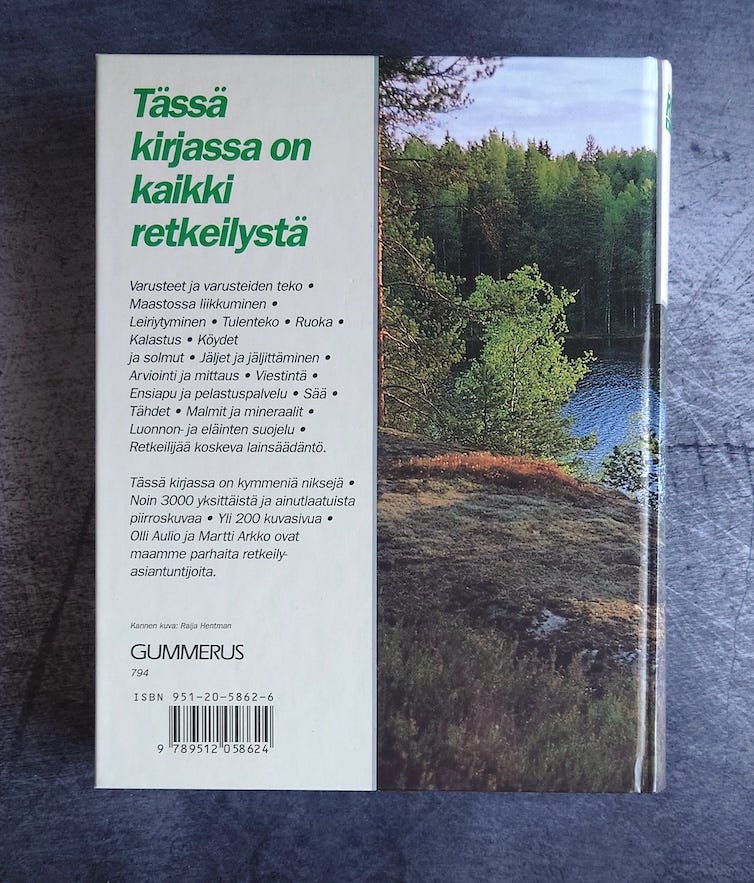 Tässä
kirjassa on
kaikki
retkeilystä
Varusteet ja varusteiden teko •
Maastossa liikkuminen •
Leiriytyminen • Tulenteko • Ruoka •
Kalastus • Köydet
ja solmut • Jäljet ja jäljittäminen •
Arviointi ja mittaus • Viestintä •
Ensiapu ja pelastuspalvelu • Sää •
Tähdet • Malmit ja mineraalit •
Luonnon- ja eläinten suojelu •
Retkeilijää koskeva lainsäädäntö.
Tässä kirjassa on kymmeniä niksejä •
Noin 3000 yksittäistä ja ainutlaatuista
piirroskuvaa • Yli 200 kuvasivua •
Olli Aulio ja Martti Arkko ovat
maamme parhaita retkeily-
asiantuntijoita.
Kannen kuva: Raija Hentman
GUMMERUS
794
ISBN 951-20-5862-6
9 789512 058624